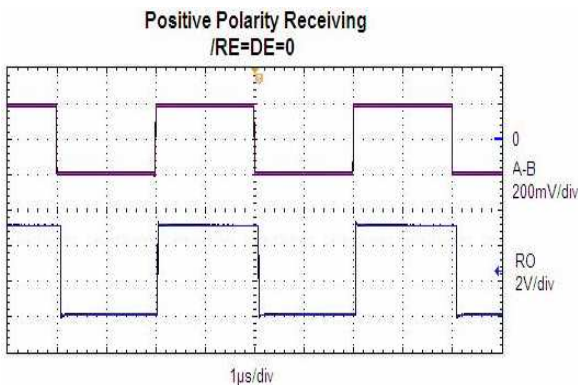 Positive Polarity Receiving
/RE=DE=0
0
A-B
200mV/div
RO
2V/div
1µs/div